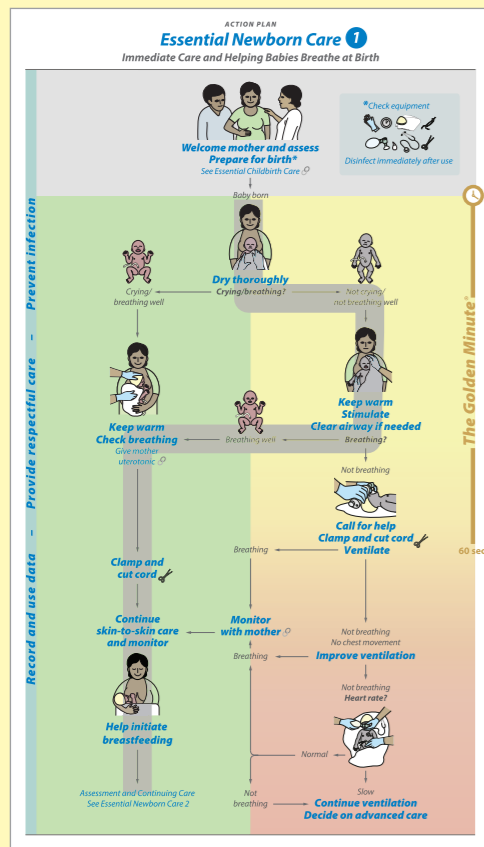 ACTION PLAN
Essential Newborn Care 1
Immediate Care and Helping Babies Breathe at Birth
*Check equipment
Disinfect immediately after use
Welcome mother and assess
Prepare for birth*
See Essential Childbirth Care
Baby born
Dry thoroughly
Crying/breathing?
Crying/
breathing well
Not crying/
not breathing well
Keep warm
Check breathing
Give mother
uterotonic
Breathing well
Keep warm
Stimulate
Clear airway if needed
Breathing?
Not breathing
Call for help
Clamp and cut cord
Ventilate
Breathing
Clamp and
cut cord
Continue
skin-to-skin care
and monitor
Monitor
with mother
Not breathing
No chest movement
Breathing
Improve ventilation
Not breathing
Heart rate?
Help initiate
breastfeeding
Normal
Assessment and Continuing Care
See Essential Newborn Care 2
Not
breathing
Slow
Continue ventilation
Decide on advanced care
Record and use data – Provide respectful care – Prevent infection
The Golden Minute®
60 sec